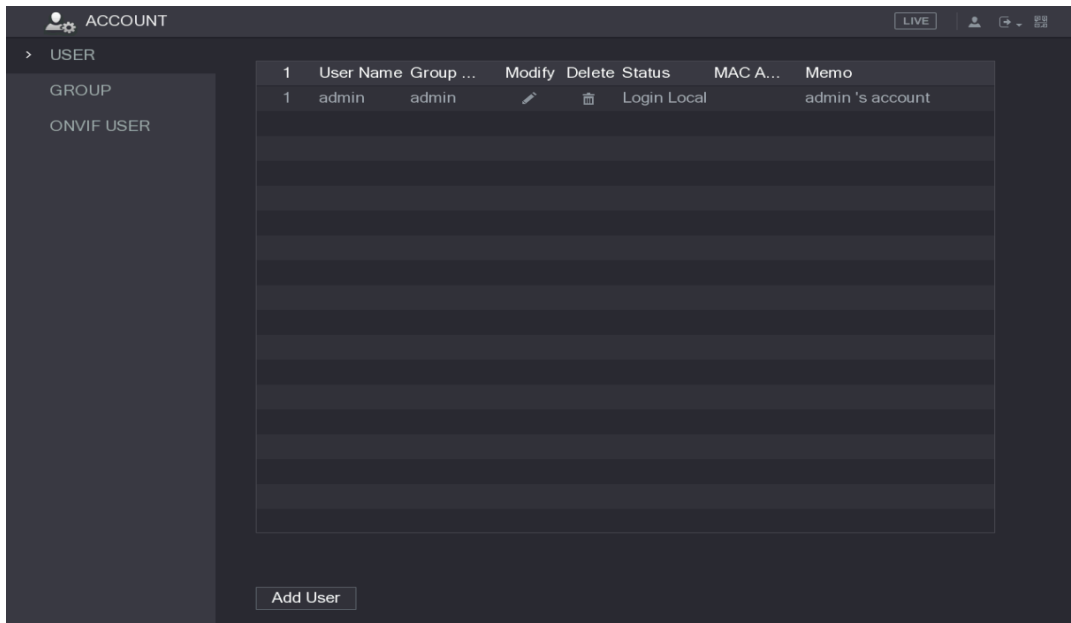 ACCOUNT LIVE
> USER
GROUP
ONVIF USER
1 User Name Group ... Modify Delete Status MAC A... Memo
1 admin admin Login Local admin 's account
Add User